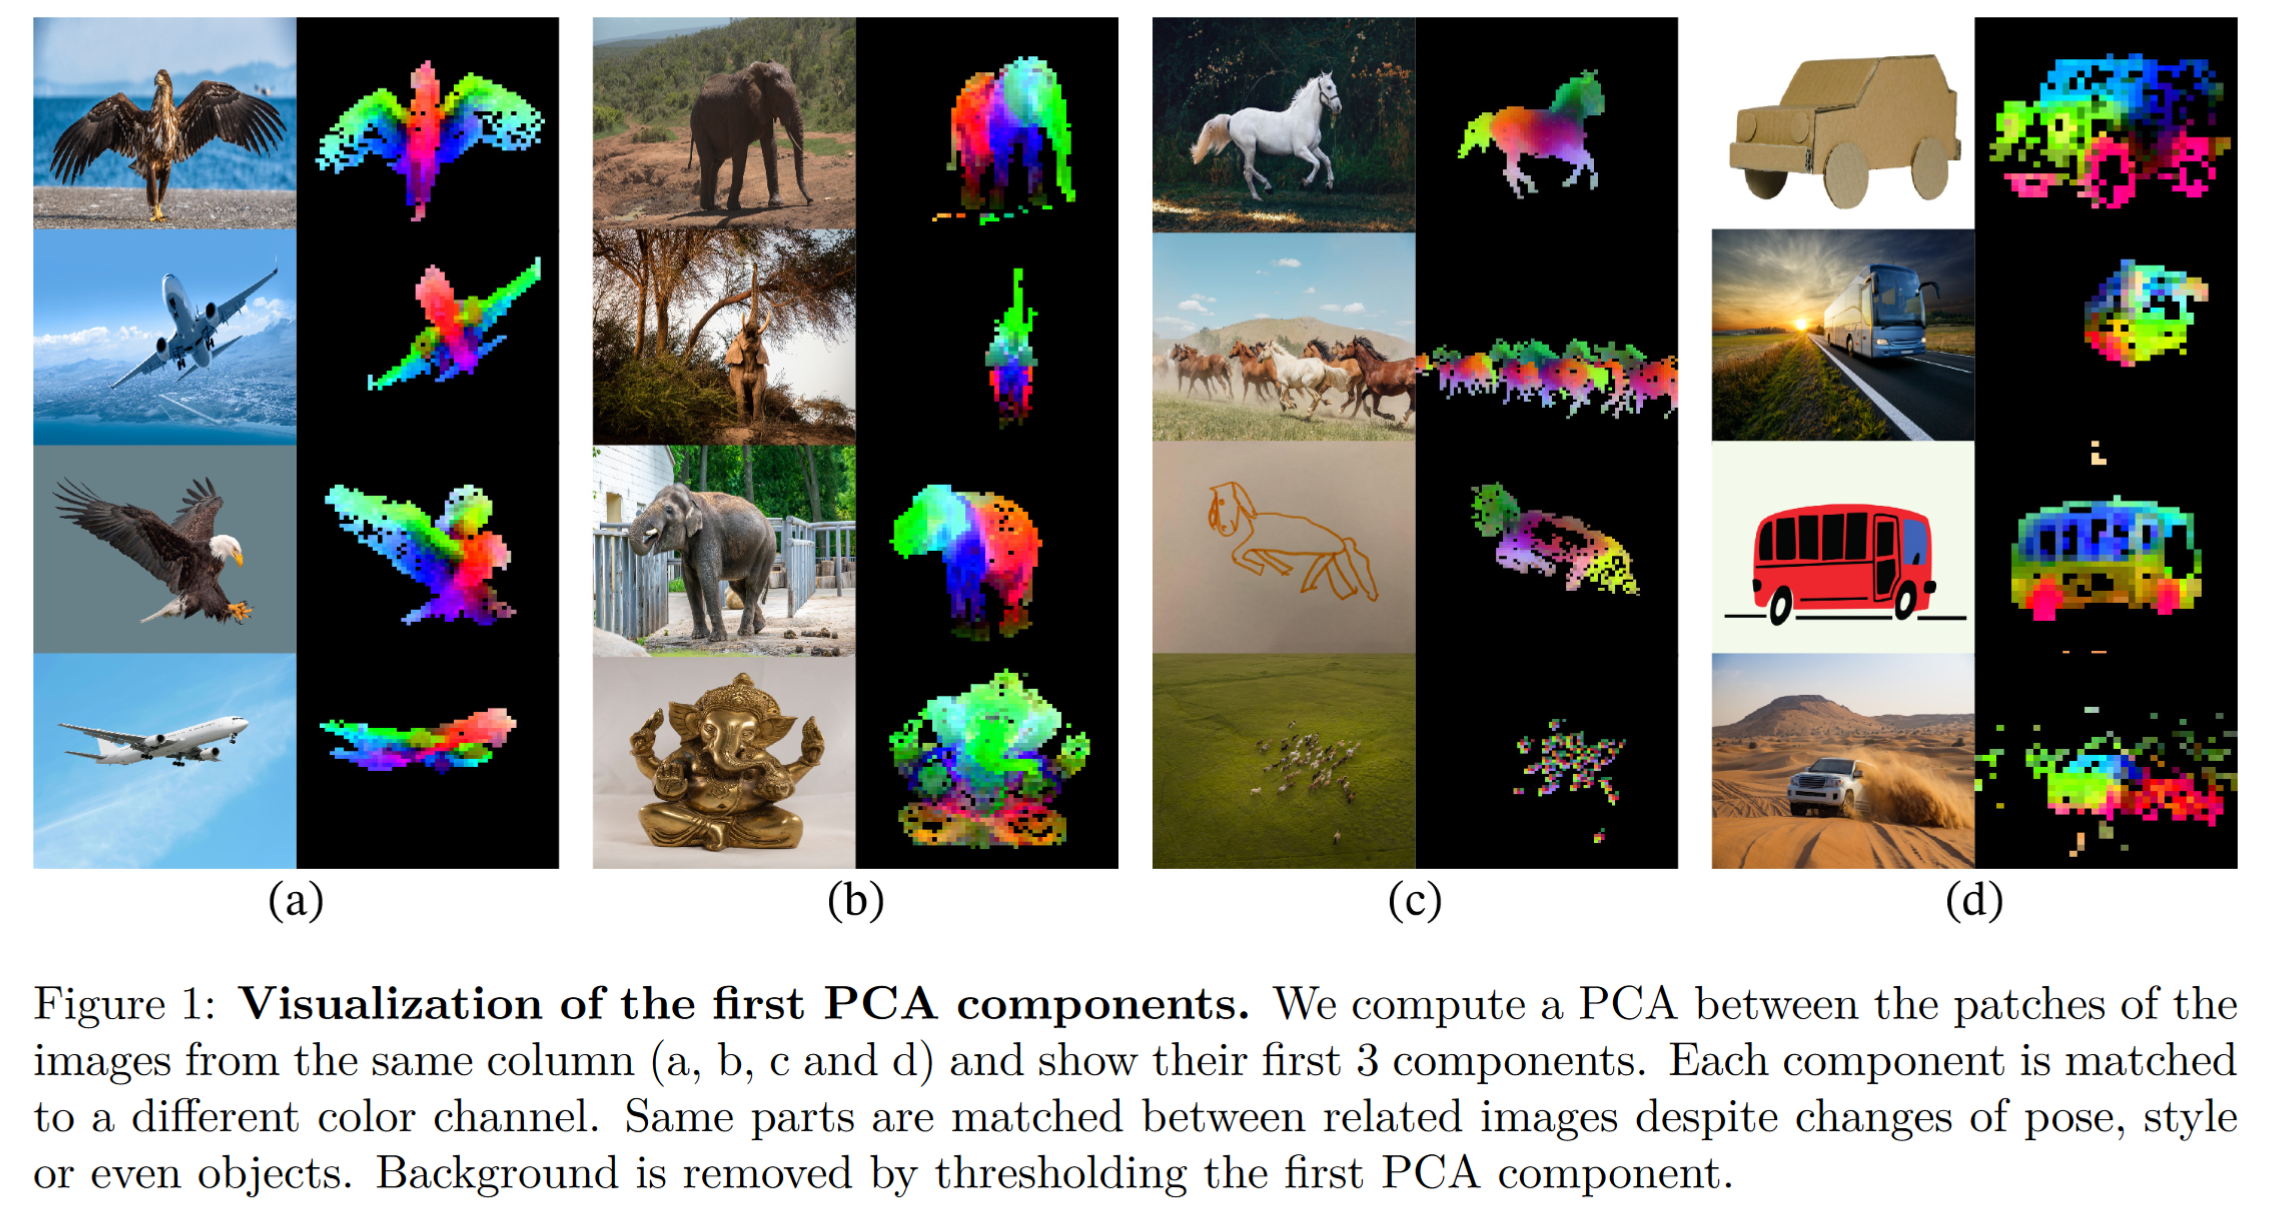 (a)
(b)
(c)
(d)
Figure 1: Visualization of the first PCA components. We compute a PCA between the patches of the
images from the same column (a, b, c and d) and show their first 3 components. Each component is matched
to a different color channel. Same parts are matched between related images despite changes of pose, style
or even objects. Background is removed by thresholding the first PCA component.